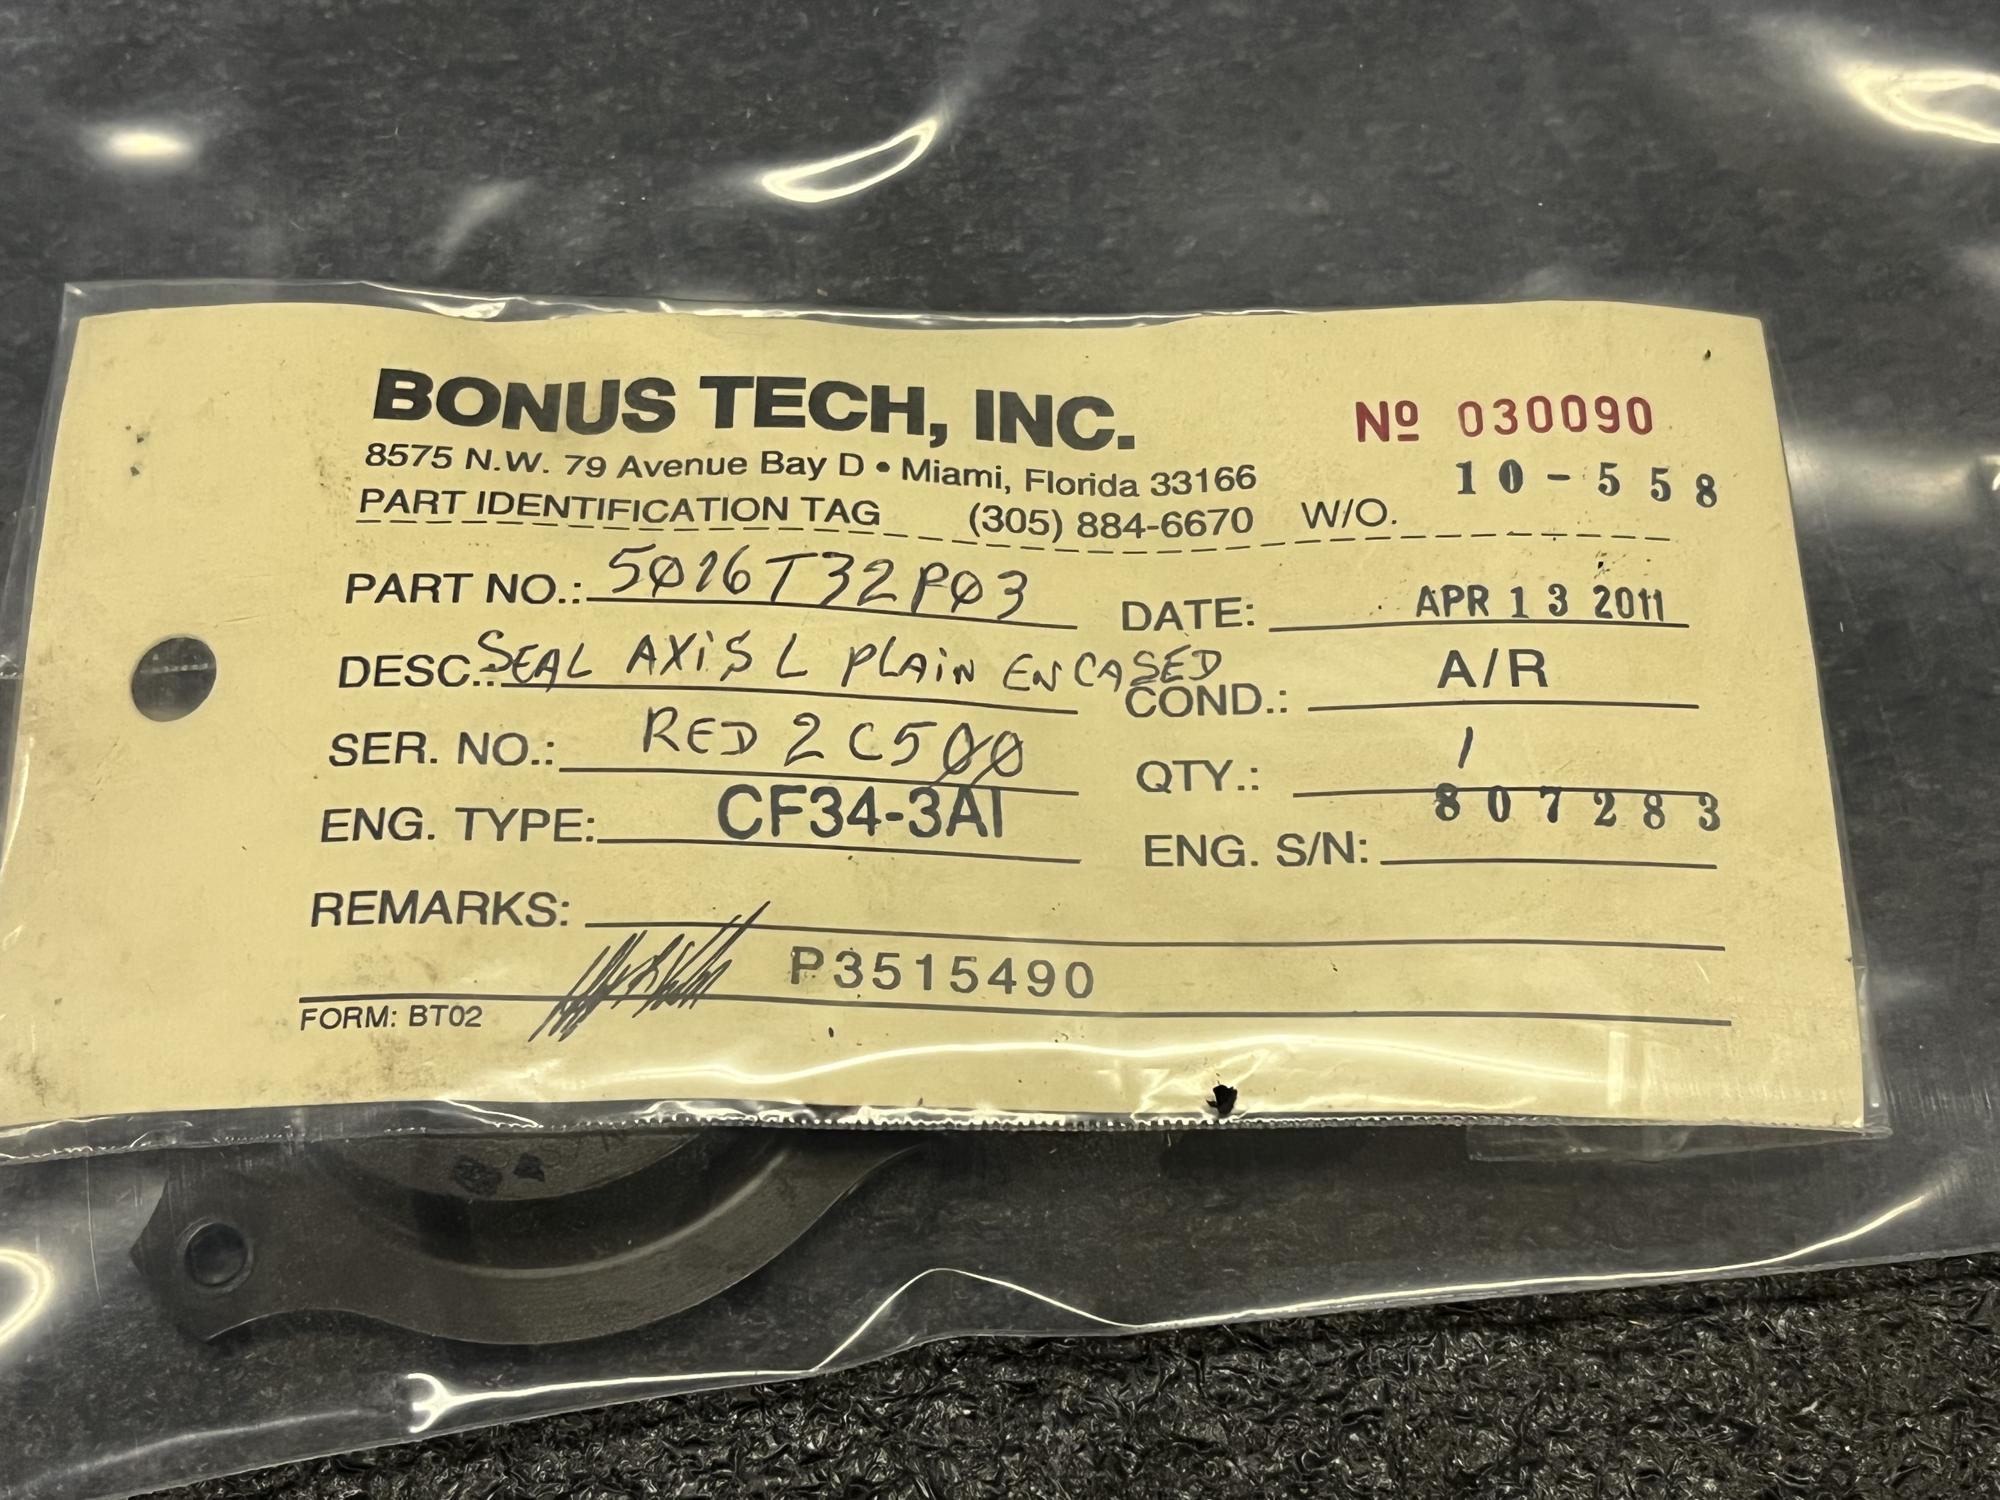 BONUS TECH, INC.
Nº 030090
8575 N.W. 79 Avenue Bay D • Miami, Florida 33166
PART IDENTIFICATION TAG (305) 884-6670 W/O. 10-558
PART NO.: 5016T32P03 DATE: APR 13 2011
DESC.: SEAL AXIS L PLAIN ENCASED COND.: A/R
SER. NO.: RED 2C500 QTY.: 1
ENG. TYPE: CF34-3A1 ENG. S/N: 807283
REMARKS:
P3515490
FORM: BT02